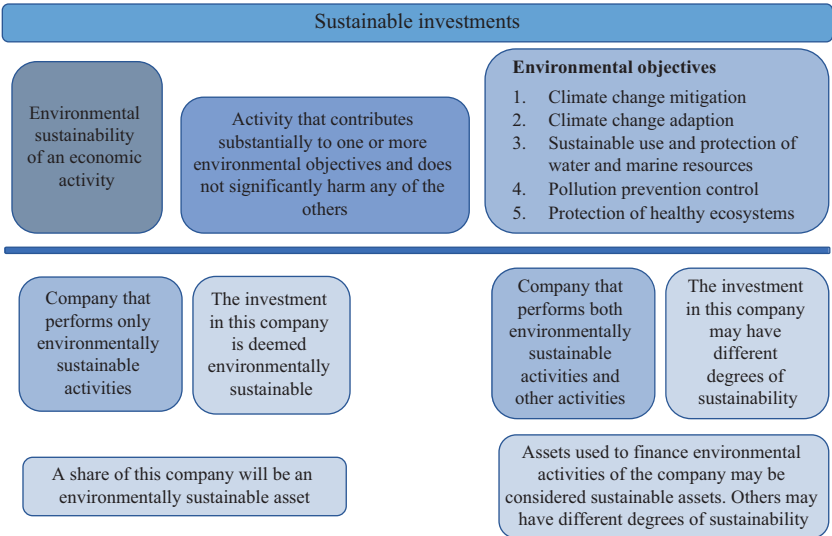 Sustainable investments
Environmental
sustainability
of an economic
activity
Activity that contributes
substantially to one or more
environmental objectives and does
not significantly harm any of the
others
Environmental objectives
1. Climate change mitigation
2. Climate change adaption
3. Sustainable use and protection of
water and marine resources
4. Pollution prevention control
5. Protection of healthy ecosystems
Company that
performs only
environmentally
sustainable
activities
The investment
in this company
is deemed
environmentally
sustainable
Company that
performs both
environmentally
sustainable
activities and
other activities
The investment
in this company
may have
different
degrees of
sustainability
A share of this company will be an
environmentally sustainable asset
Assets used to finance environmental
activities of the company may be
considered sustainable assets. Others may
have different degrees of sustainability